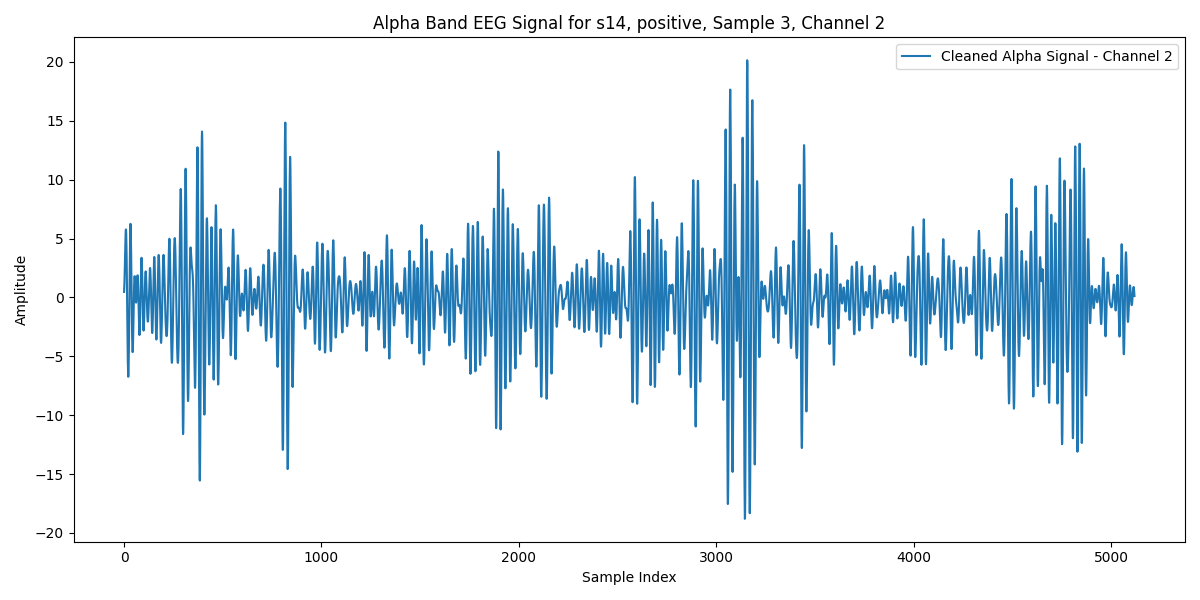 Alpha Band EEG Signal for s14, positive, Sample 3, Channel 2
Cleaned Alpha Signal - Channel 2
Amplitude
20
15
10
5
0
−5
−10
−15
−20
0 1000 2000 3000 4000 5000
Sample Index